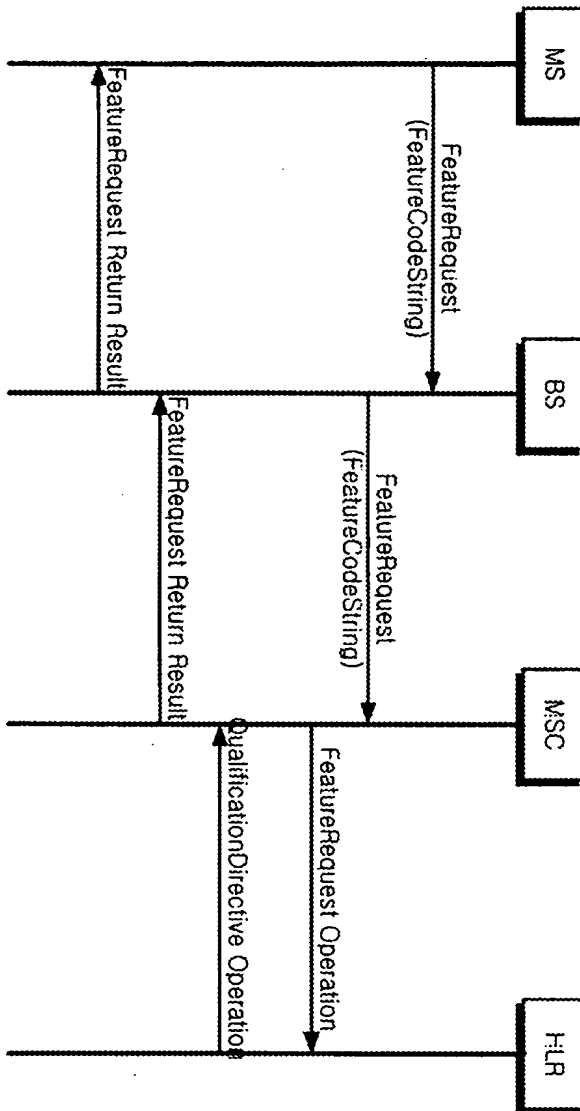 MS
BS
MSC
HLR
FeatureRequest
(FeatureCodeString)
FeatureRequest
(FeatureCodeString)
FeatureRequest Operation
QualificationDirective Operation
FeatureRequest Return Result
FeatureRequest Return Result